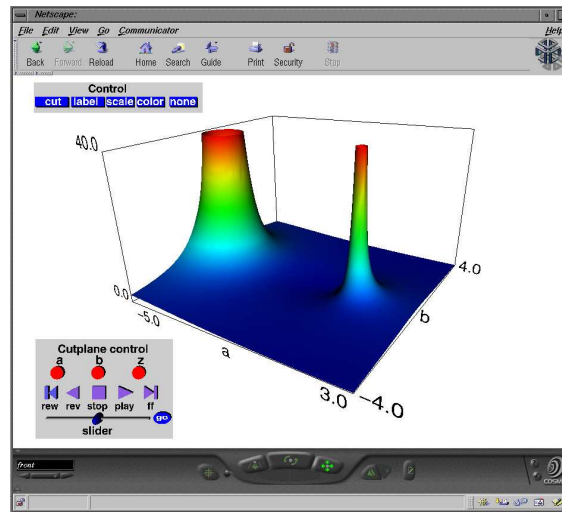 Netscape:
File Edit View Go Communicator Help
Back Forward Reload Home Search Guide Print Security Stop
Control
cut label scale color none
40.0
0.0
-5.0
a
3.0
-4.0
b
4.0
Cutplane control
a b z
rew rev stop play ff
go
slider
front
COSMO